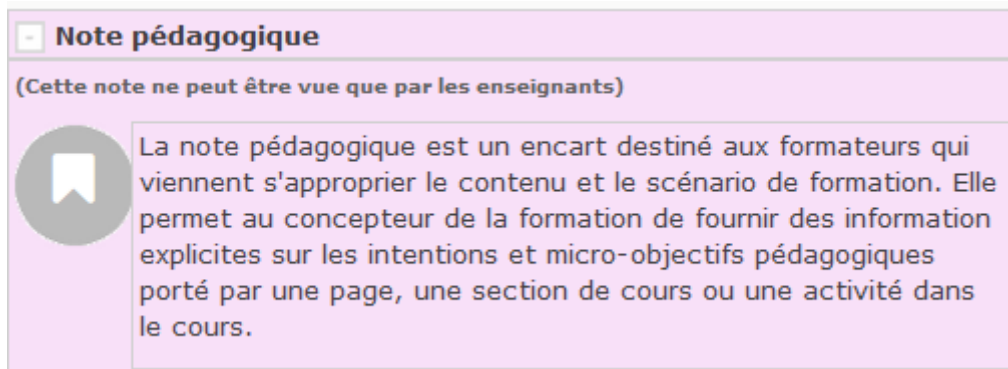 Note pédagogique
(Cette note ne peut être vue que par les enseignants)
La note pédagogique est un encart destiné aux formateurs qui
viennent s'approprier le contenu et le scénario de formation. Elle
permet au concepteur de la formation de fournir des information
explicites sur les intentions et micro-objectifs pédagogiques
porté par une page, une section de cours ou une activité dans
le cours.